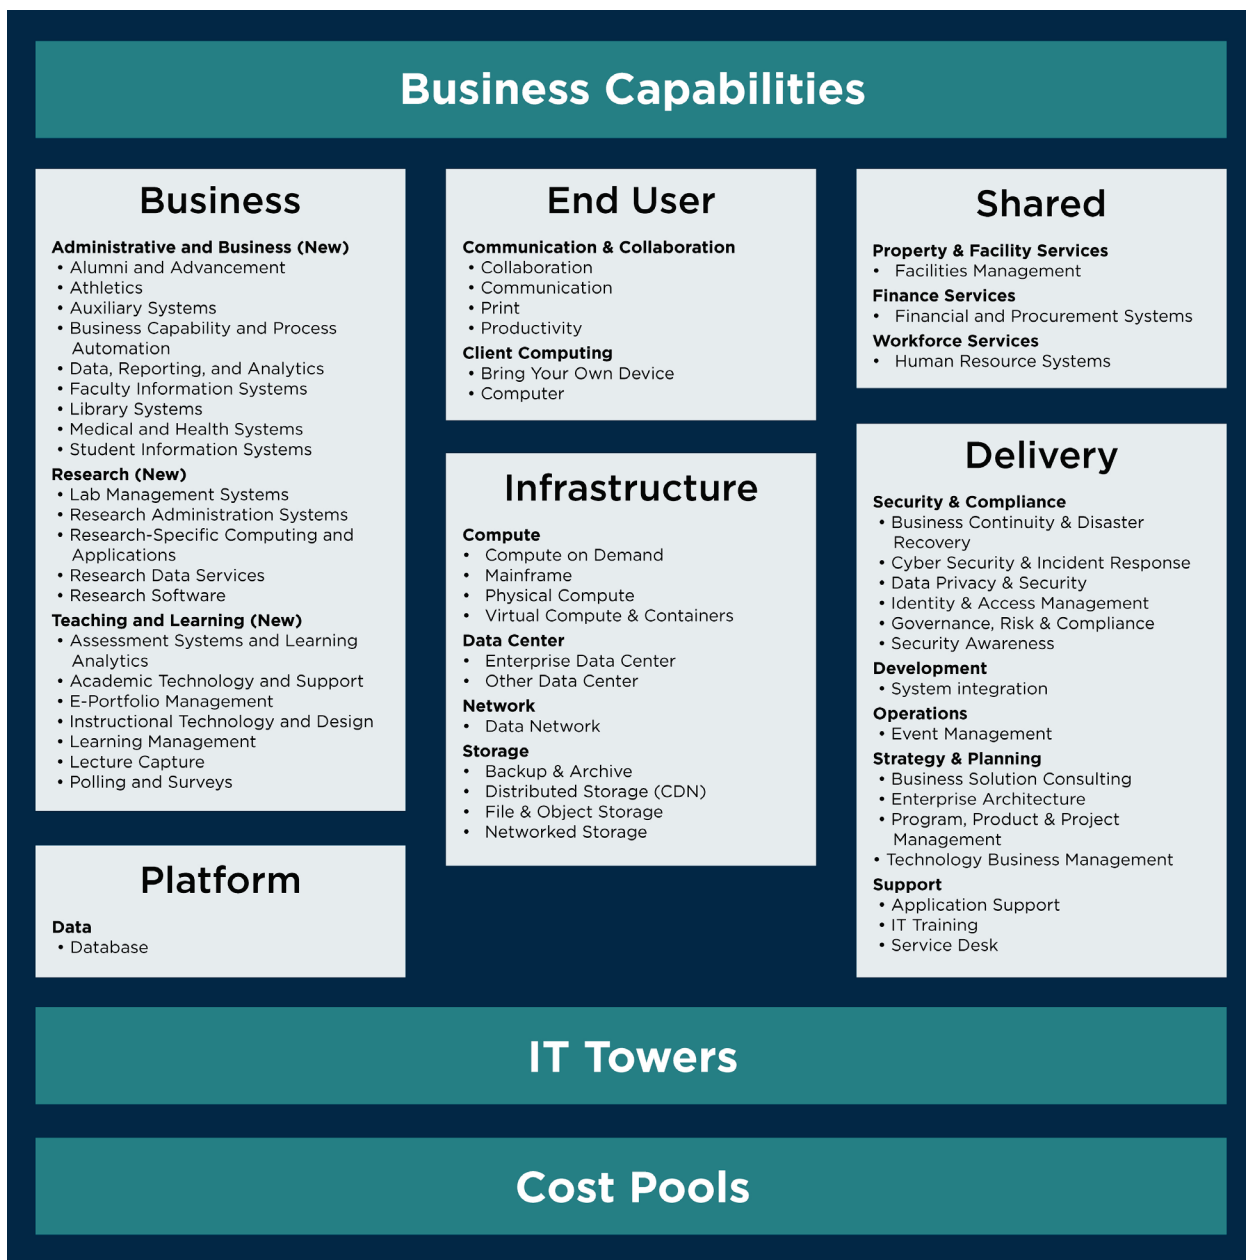 Business Capabilities
Business
Administrative and Business (New)
• Alumni and Advancement
• Athletics
• Auxiliary Systems
• Business Capability and Process
Automation
• Data, Reporting, and Analytics
• Faculty Information Systems
• Library Systems
• Medical and Health Systems
• Student Information Systems
Research (New)
• Lab Management Systems
• Research Administration Systems
• Research-Specific Computing and
Applications
• Research Data Services
• Research Software
Teaching and Learning (New)
• Assessment Systems and Learning
Analytics
• Academic Technology and Support
• E-Portfolio Management
• Instructional Technology and Design
• Learning Management
• Lecture Capture
• Polling and Surveys
Platform
Data
• Database
End User
Communication & Collaboration
• Collaboration
• Communication
• Print
• Productivity
Client Computing
• Bring Your Own Device
• Computer
Infrastructure
Compute
• Compute on Demand
• Mainframe
• Physical Compute
• Virtual Compute & Containers
Data Center
• Enterprise Data Center
• Other Data Center
Network
• Data Network
Storage
• Backup & Archive
• Distributed Storage (CDN)
• File & Object Storage
• Networked Storage
Shared
Property & Facility Services
• Facilities Management
Finance Services
• Financial and Procurement Systems
Workforce Services
• Human Resource Systems
Delivery
Security & Compliance
• Business Continuity & Disaster
Recovery
• Cyber Security & Incident Response
• Data Privacy & Security
• Identity & Access Management
• Governance, Risk & Compliance
• Security Awareness
Development
• System integration
Operations
• Event Management
Strategy & Planning
• Business Solution Consulting
• Enterprise Architecture
• Program, Product & Project
Management
• Technology Business Management
Support
• Application Support
• IT Training
• Service Desk
IT Towers
Cost Pools